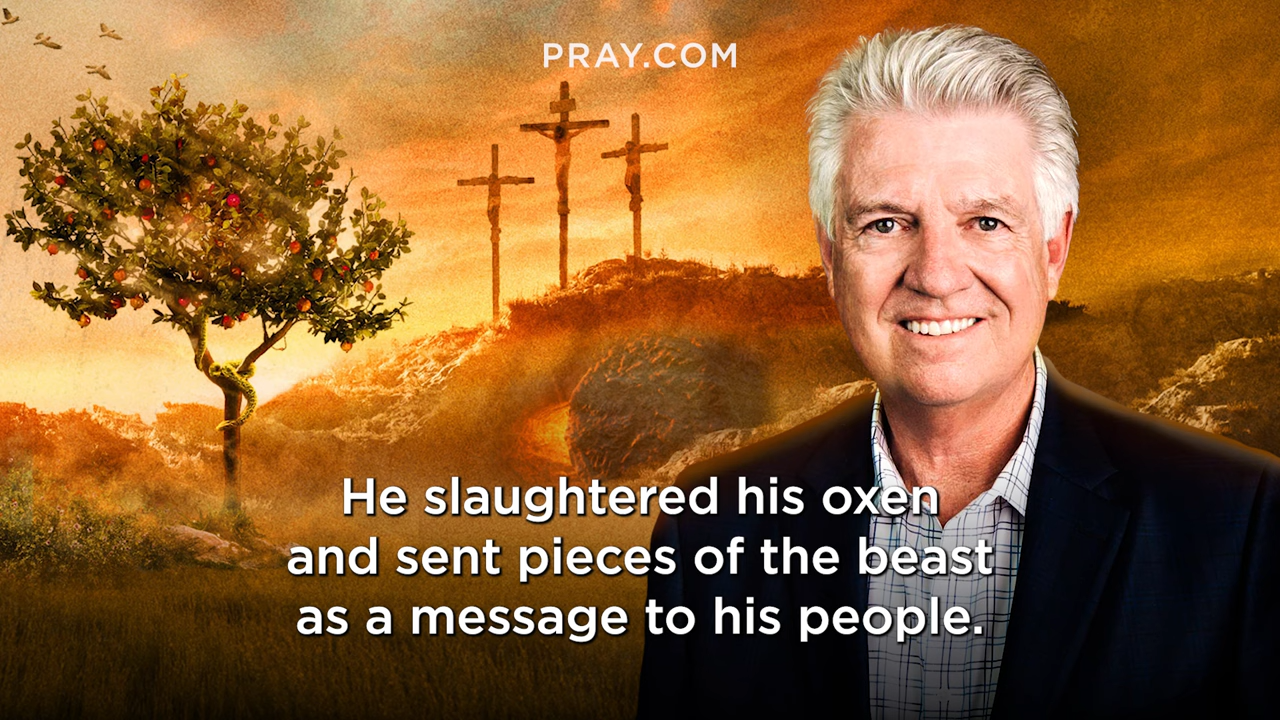 PRAY.COM
He slaughtered his oxen
and sent pieces of the beast
as a message to his people.